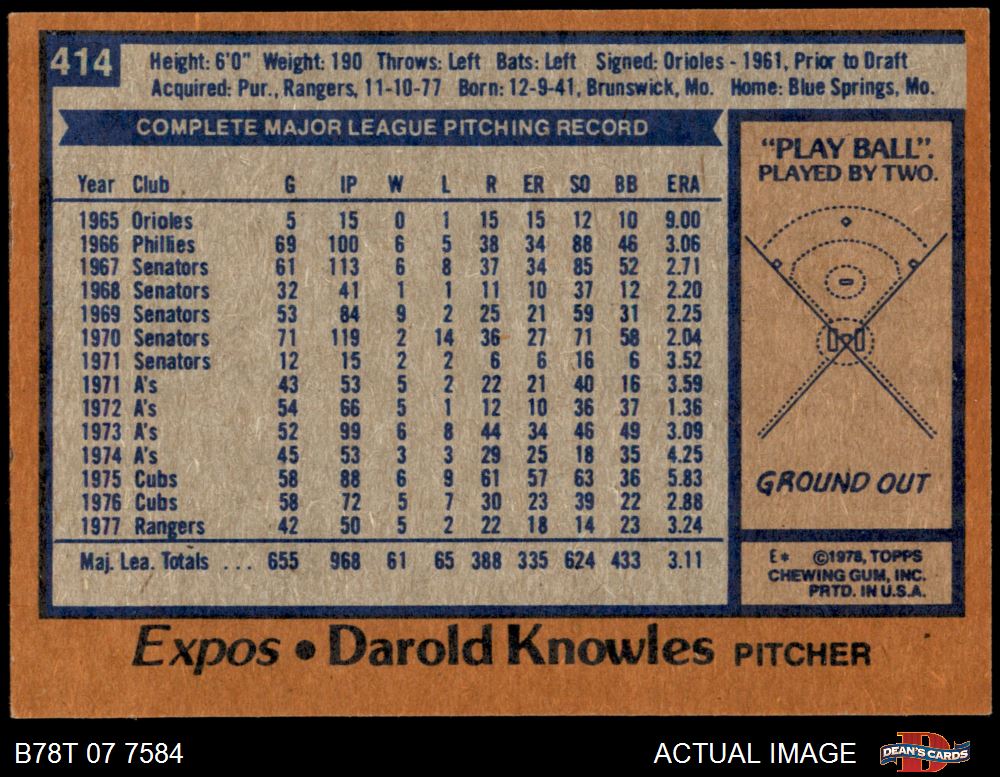 414
Height: 6'0" Weight: 190 Throws: Left Bats: Left Signed: Orioles - 1961, Prior to Draft
Acquired: Pur., Rangers, 11-10-77 Born: 12-9-41, Brunswick, Mo. Home: Blue Springs, Mo.
COMPLETE MAJOR LEAGUE PITCHING RECORD
Year Club G IP W L R ER SO BB ERA
1965 Orioles 5 15 0 1 15 15 12 10 9.00
1966 Phillies 69 100 6 5 38 34 88 46 3.06
1967 Senators 61 113 6 8 37 34 85 52 2.71
1968 Senators 32 41 1 1 11 10 37 12 2.20
1969 Senators 53 84 9 2 25 21 59 31 2.25
1970 Senators 71 119 2 14 36 27 71 58 2.04
1971 Senators 12 15 2 2 6 6 16 6 3.52
1971 A's 43 53 5 2 22 21 40 16 3.59
1972 A's 54 66 5 1 12 10 36 37 1.36
1973 A's 52 99 6 8 44 34 46 49 3.09
1974 A's 45 53 3 3 29 25 18 35 4.25
1975 Cubs 58 88 6 9 61 57 63 36 5.83
1976 Cubs 58 72 5 7 30 23 39 22 2.88
1977 Rangers 42 50 5 2 22 18 14 23 3.24
Maj. Lea. Totals ... 655 968 61 65 388 335 624 433 3.11
"PLAY BALL".
PLAYED BY TWO.
GROUND OUT
E* ©1978, TOPPS
CHEWING GUM, INC.
PRTD. IN U.S.A.
Expos • Darold Knowles PITCHER
B78T 07 7584
ACTUAL IMAGE
DEAN'S CARDS